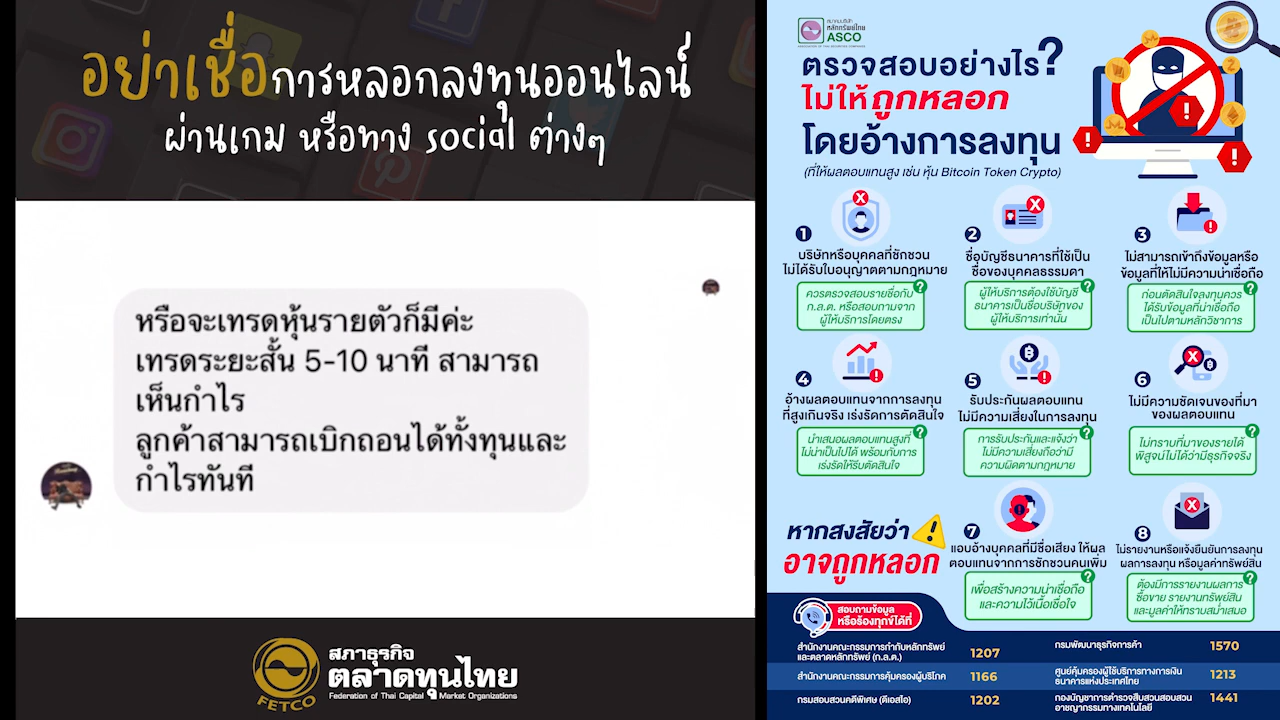 อย่าเชื่อการหลอกลงทุนออนไลน์
ผ่านเกม หรือทาง social ต่างๆ
หรือจะเทรดหุ้นรายตัวก็มีค่ะ
เทรดระยะสั้น 5-10 นาที สามารถ
เห็นกำไร
ลูกค้าสามารถเบิกถอนได้ทั้งทุนและ
กำไรทันที
FETCO
สภาธุรกิจ
ตลาดทุนไทย
Federation of Thai Capital Market Organizations
สมาคมบริษัท
หลักทรัพย์ไทย
ASCO
ASSOCIATION OF THAI SECURITIES COMPANIES
ตรวจสอบอย่างไร?
ไม่ให้ถูกหลอก
โดยอ้างการลงทุน
(ที่ให้ผลตอบแทนสูง เช่น หุ้น Bitcoin Token Crypto)
1
บริษัทหรือบุคคลที่ชักชวน
ไม่ได้รับใบอนุญาตตามกฎหมาย
ควรตรวจสอบรายชื่อกับ
ก.ล.ต. หรือสอบถามจาก
ผู้ให้บริการโดยตรง
2
ชื่อบัญชีธนาคารที่ใช้เป็น
ชื่อของบุคคลธรรมดา
ผู้ให้บริการต้องใช้บัญชี
ธนาคารเป็นชื่อบริษัทของ
ผู้ให้บริการเท่านั้น
3
ไม่สามารถเข้าถึงข้อมูลหรือ
ข้อมูลที่ให้ไม่มีความน่าเชื่อถือ
ก่อนตัดสินใจลงทุนควร
ได้รับข้อมูลที่น่าเชื่อถือ
เป็นไปตามหลักวิชาการ
4
อ้างผลตอบแทนจากการลงทุน
ที่สูงเกินจริง เร่งรัดการตัดสินใจ
นำเสนอผลตอบแทนสูงที่
ไม่น่าเป็นไปได้ พร้อมกับการ
เร่งรัดให้รีบตัดสินใจ
5
รับประกันผลตอบแทน
ไม่มีความเสี่ยงในการลงทุน
การรับประกันและแจ้งว่า
ไม่มีความเสี่ยงถือว่ามี
ความผิดตามกฎหมาย
6
ไม่มีความชัดเจนของที่มา
ของผลตอบแทน
ไม่ทราบที่มาของรายได้
พิสูจน์ไม่ได้ว่ามีธุรกิจจริง
7
แอบอ้างบุคคลที่มีชื่อเสียง ให้ผล
ตอบแทนจากการชักชวนคนเพิ่ม
เพื่อสร้างความน่าเชื่อถือ
และความไว้เนื้อเชื่อใจ
8
ไม่รายงานหรือแจ้งยืนยันการลงทุน
ผลการลงทุน หรือมูลค่าทรัพย์สิน
ต้องมีการรายงานผลการ
ซื้อขาย รายงานทรัพย์สิน
และมูลค่าให้ทราบสม่ำเสมอ
หากสงสัยว่า
อาจถูกหลอก
สอบถามข้อมูล
หรือร้องทุกข์ได้ที่
สำนักงานคณะกรรมการกำกับหลักทรัพย์
และตลาดหลักทรัพย์ (ก.ล.ต.) 1207
สำนักงานคณะกรรมการคุ้มครองผู้บริโภค 1166
กรมสอบสวนคดีพิเศษ (ดีเอสไอ) 1202
กรมพัฒนาธุรกิจการค้า 1570
ศูนย์คุ้มครองผู้ใช้บริการทางการเงิน
ธนาคารแห่งประเทศไทย 1213
กองบัญชาการตำรวจสืบสวนสอบสวน
อาชญากรรมทางเทคโนโลยี 1441